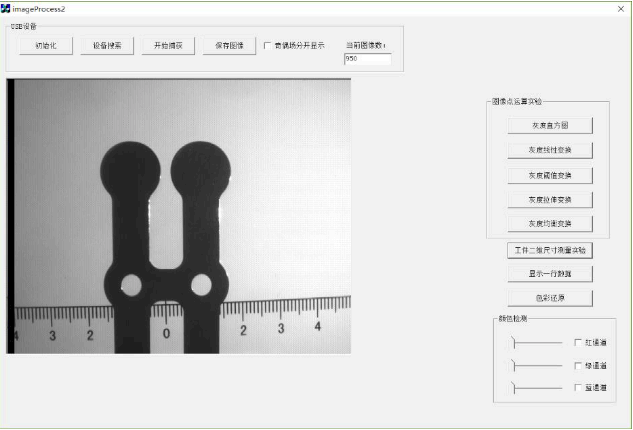 imageProcess2
USB设备
初始化 设备搜索 开始捕获 保存图像 奇偶场分开显示 当前图像数：
950
图像点运算实验
灰度直方图
灰度线性变换
灰度阈值变换
灰度拉伸变换
灰度均衡变换
工件二维尺寸测量实验
显示一行数据
色彩还原
颜色检测
红通道
绿通道
蓝通道
4 3 2 0 2 3 4